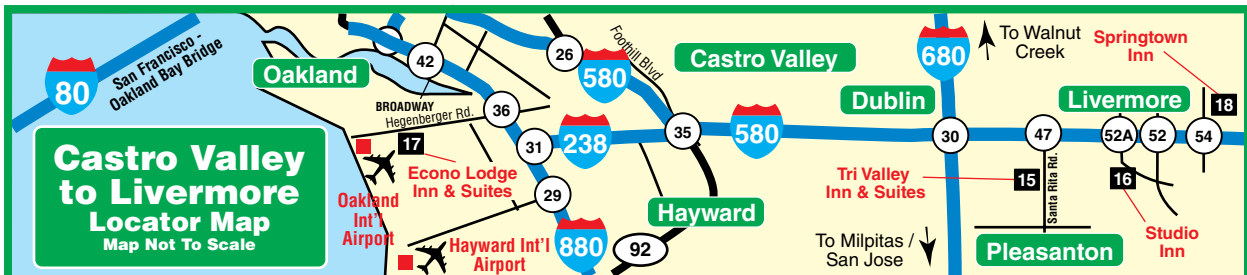 80
San Francisco -
Oakland Bay Bridge
Oakland
42
26
580
Foothill Blvd
Castro Valley
680
To Walnut
Creek
Springtown
Inn
18
BROADWAY
Hegenberger Rd.
36
Dublin
Livermore
Castro Valley
to Livermore
Locator Map
Map Not To Scale
17
Econo Lodge
Inn & Suites
31
238
35
580
30
47
52A
52
54
Oakland
Int'l
Airport
29
Tri Valley
Inn & Suites
15
Santa Rita Rd.
16
Studio
Inn
Hayward
Hayward Int'l
Airport
880
92
To Milpitas /
San Jose
Pleasanton